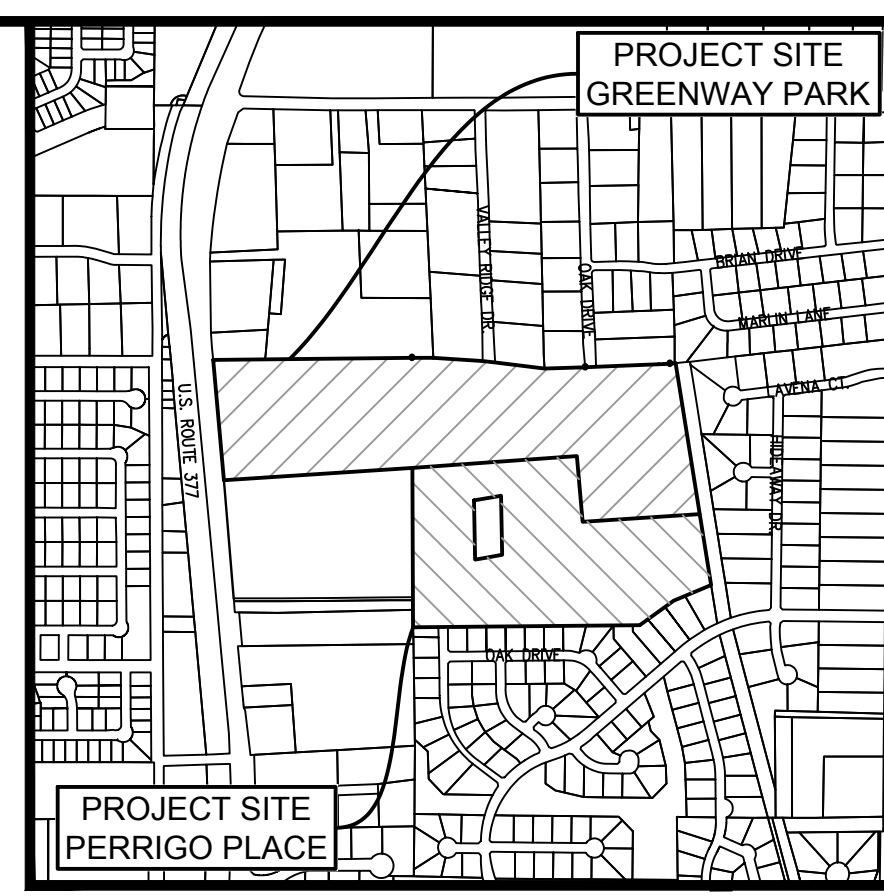 PROJECT SITE
GREENWAY PARK
VALLEY RIDGE DR.
OAK DRIVE
BRIAN DRIVE
MARLIN LANE
LAVENA CT.
HIDEAWAY DR.
U.S. ROUTE 377
OAK DRIVE
PROJECT SITE
PERRIGO PLACE